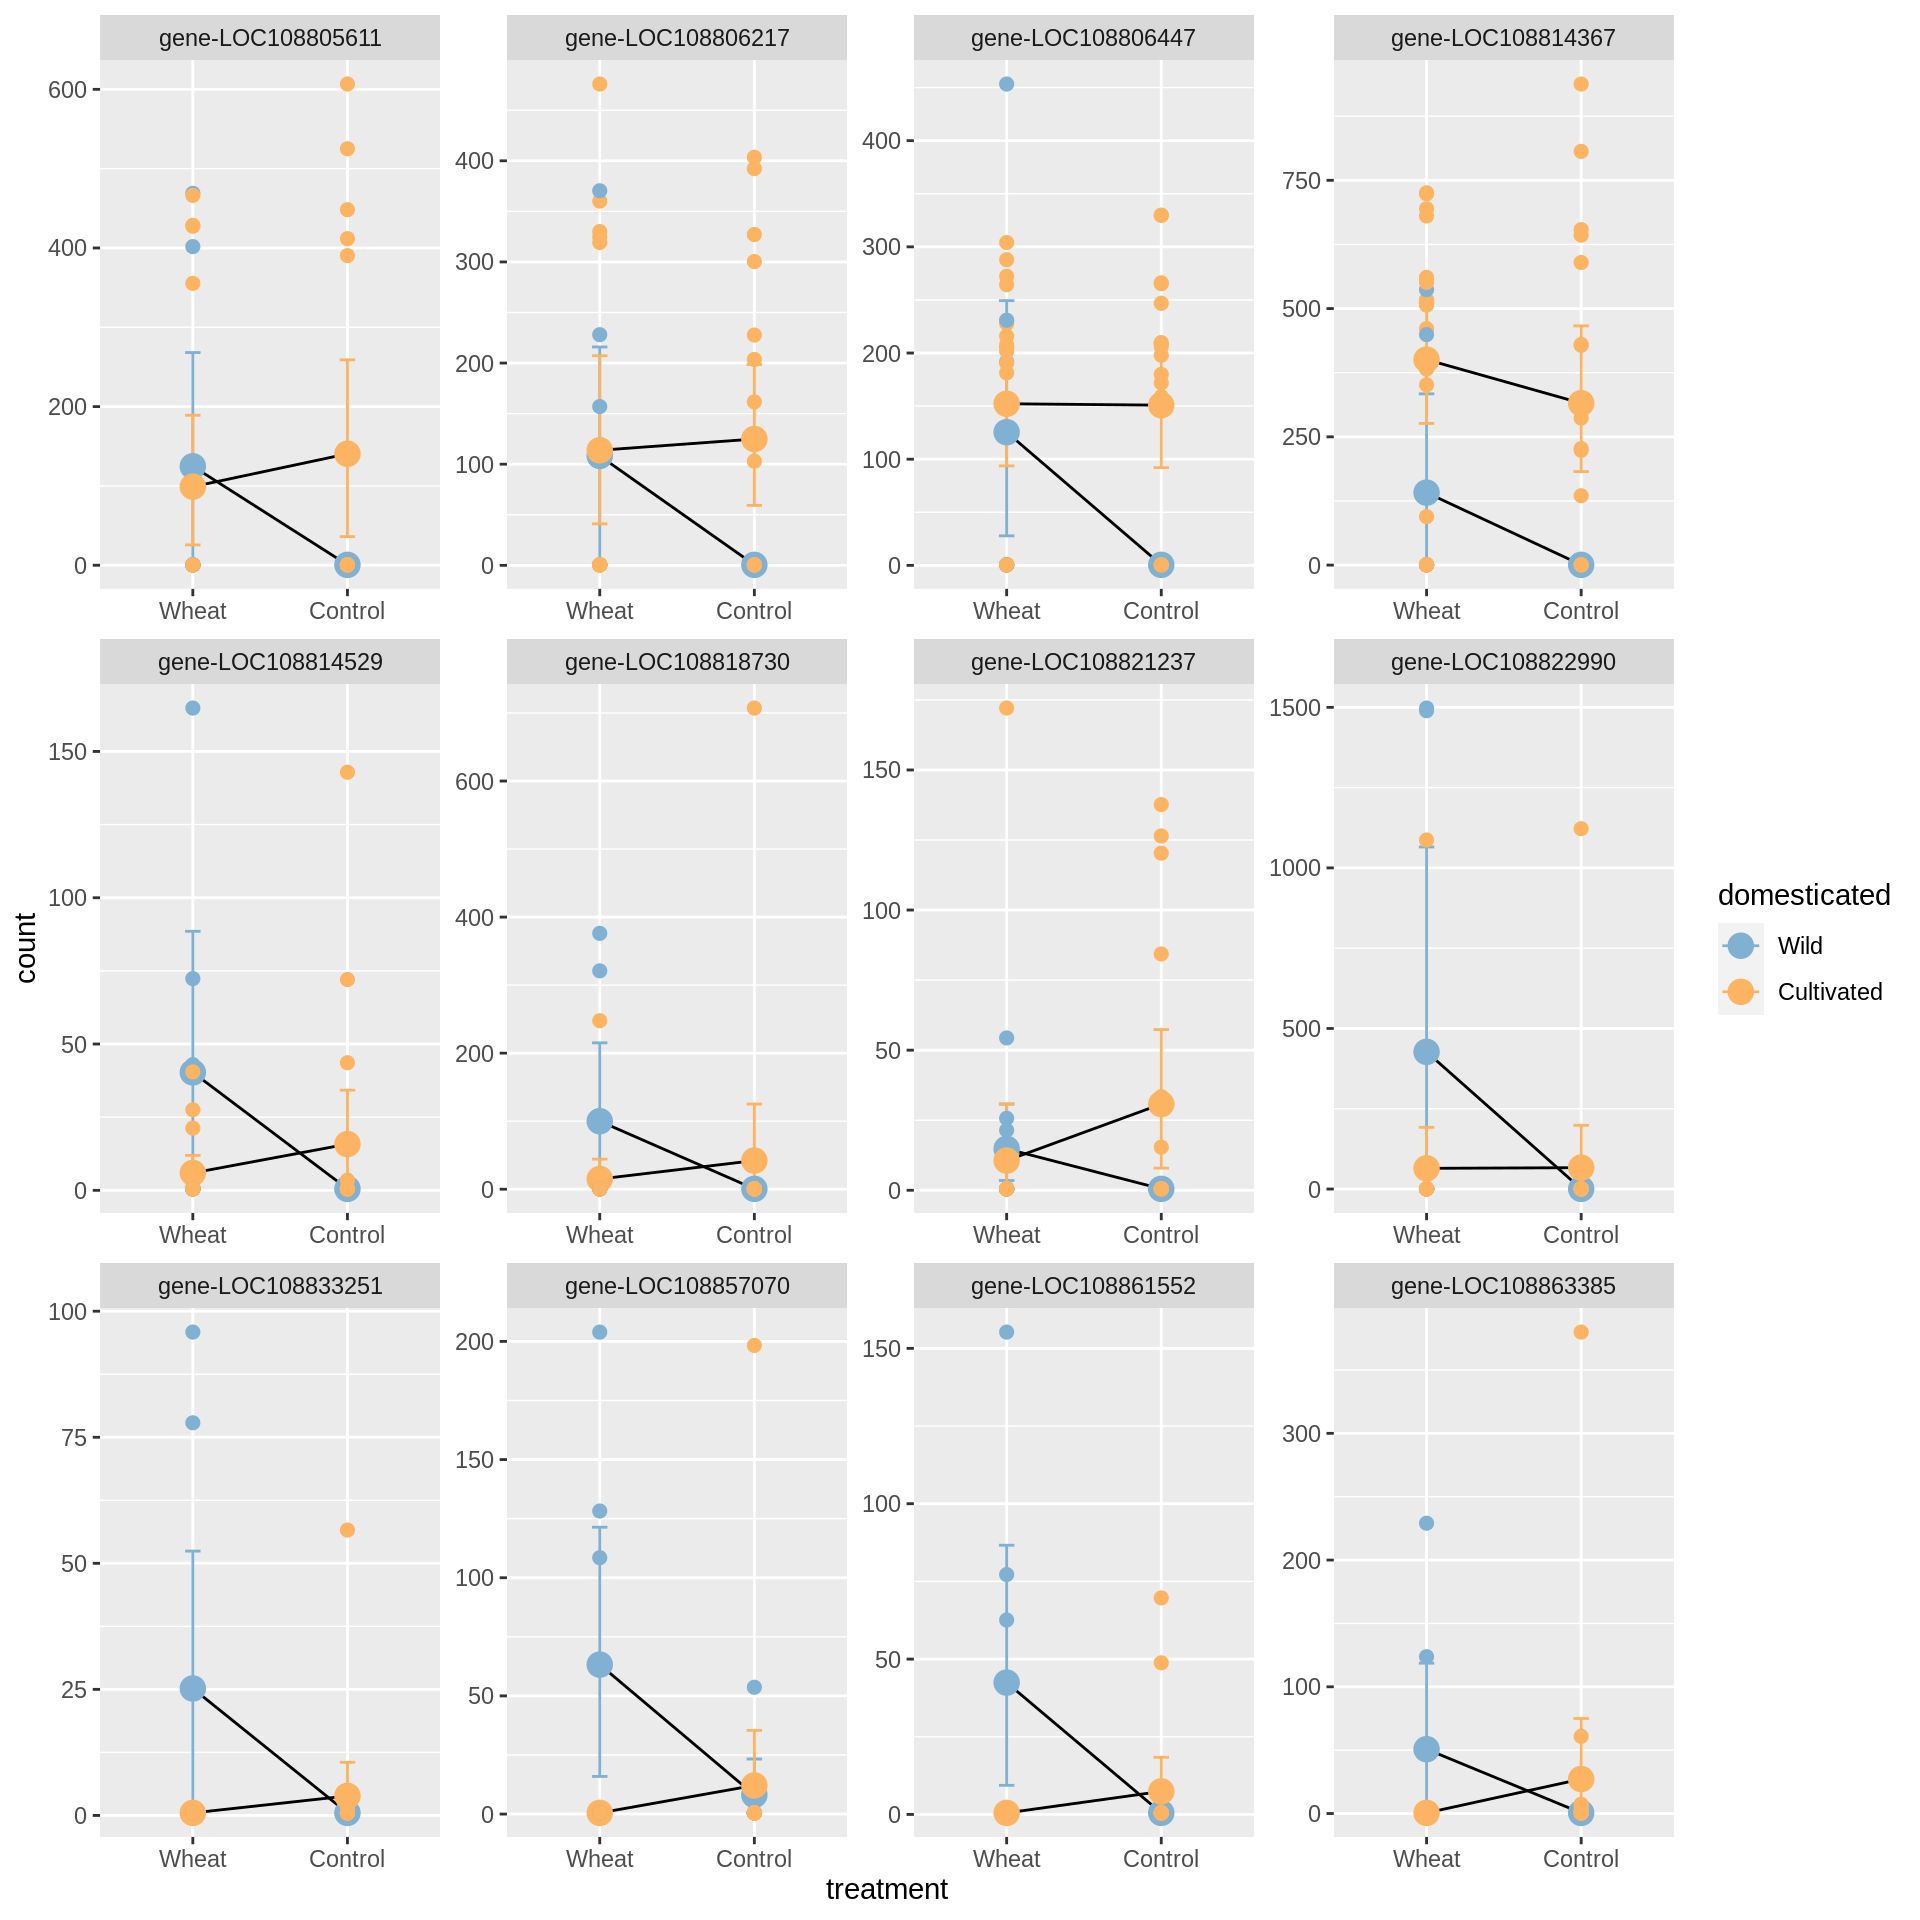 gene-LOC108805611
gene-LOC108806217
gene-LOC108806447
gene-LOC108814367
600
400
200
0
400
300
200
100
0
400
300
200
100
0
750
500
250
0
Wheat Control
Wheat Control
Wheat Control
Wheat Control
gene-LOC108814529
gene-LOC108818730
gene-LOC108821237
gene-LOC108822990
150
100
50
0
600
400
200
0
150
100
50
0
1500
1000
500
0
Wheat Control
Wheat Control
Wheat Control
Wheat Control
gene-LOC108833251
gene-LOC108857070
gene-LOC108861552
gene-LOC108863385
100
75
50
25
0
200
150
100
50
0
150
100
50
0
300
200
100
0
Wheat Control
Wheat Control
Wheat Control
Wheat Control
count
treatment
domesticated
Wild
Cultivated